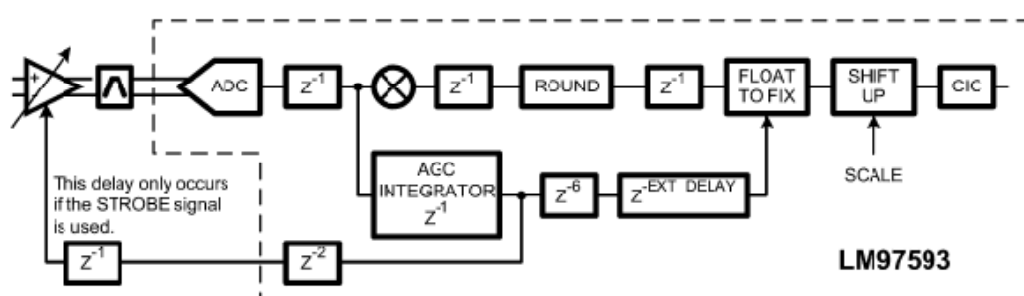 +
-
ADC
Z-1
Z-1
ROUND
Z-1
FLOAT
TO FIX
SHIFT
UP
CIC
AGC
INTEGRATOR
Z-1
Z-6
Z-EXT DELAY
SCALE
This delay only occurs
if the STROBE signal
is used.
Z-1
Z-2
LM97593